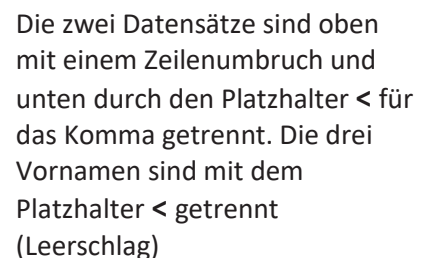 Die zwei Datensätze sind oben
mit einem Zeilenumbruch und
unten durch den Platzhalter < für
das Komma getrennt. Die drei
Vornamen sind mit dem
Platzhalter < getrennt
(Leerschlag)